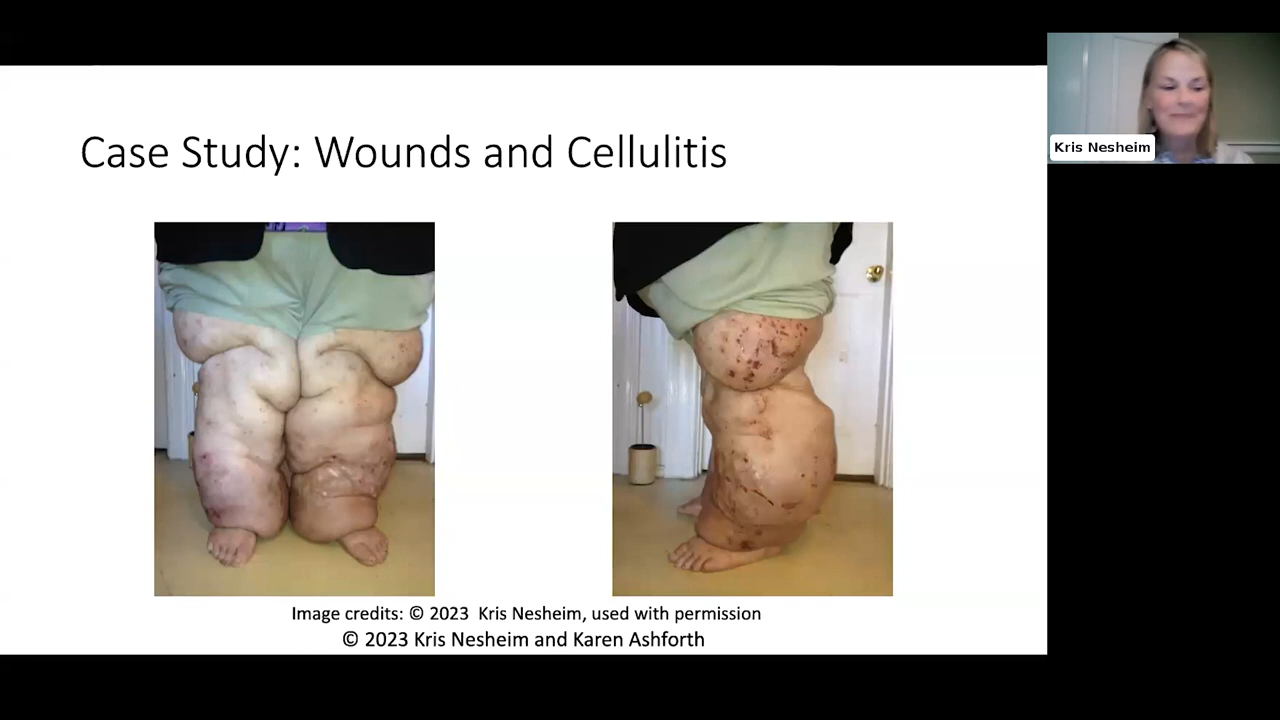 Case Study: Wounds and Cellulitis
Kris Nesheim
Image credits: © 2023  Kris Nesheim, used with permission
© 2023 Kris Nesheim and Karen Ashforth